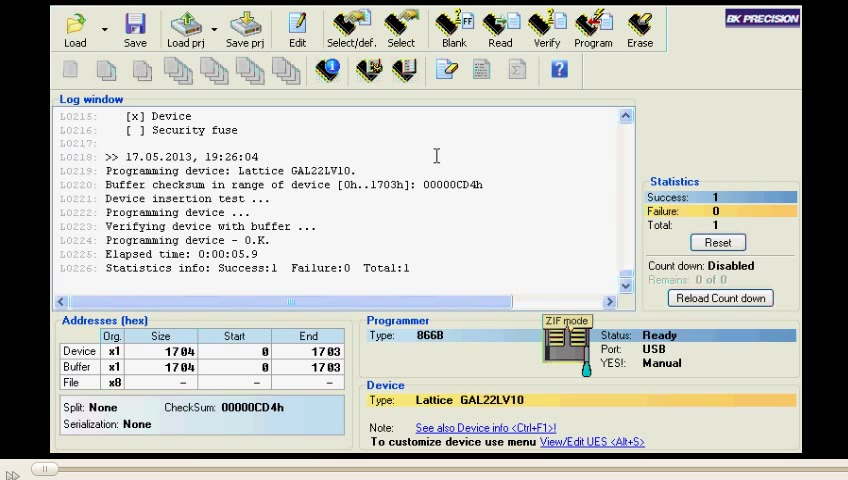 BK PRECISION
Load Save Load prj Save prj Edit Select/def. Select Blank Read Verify Program Erase
Log window
L0215: [x] Device
L0216: [ ] Security fuse
L0217:
L0218: >> 17.05.2013, 19:26:04
L0219: Programming device: Lattice GAL22LV10.
L0220: Buffer checksum in range of device [0h..1703h]: 00000CD4h
L0221: Device insertion test ...
L0222: Programming device ...
L0223: Verifying device with buffer ...
L0224: Programming device - O.K.
L0225: Elapsed time: 0:00:05.9
L0226: Statistics info: Success:1 Failure:0 Total:1
Statistics
Success: 1
Failure: 0
Total: 1
Reset
Count down: Disabled
Remains: 0 of 0
Reload Count down
Addresses (hex)
Org. Size Start End
Device x1 1704 0 1703
Buffer x1 1704 0 1703
File x8 - - -
Split: None CheckSum: 00000CD4h
Serialization: None
Programmer
Type: 866B
ZIF mode
Status: Ready
Port: USB
YES!: Manual
Device
Type: Lattice GAL22LV10
Note: See also Device info <Ctrl+F1>!
To customize device use menu View/Edit UES <Alt+S>